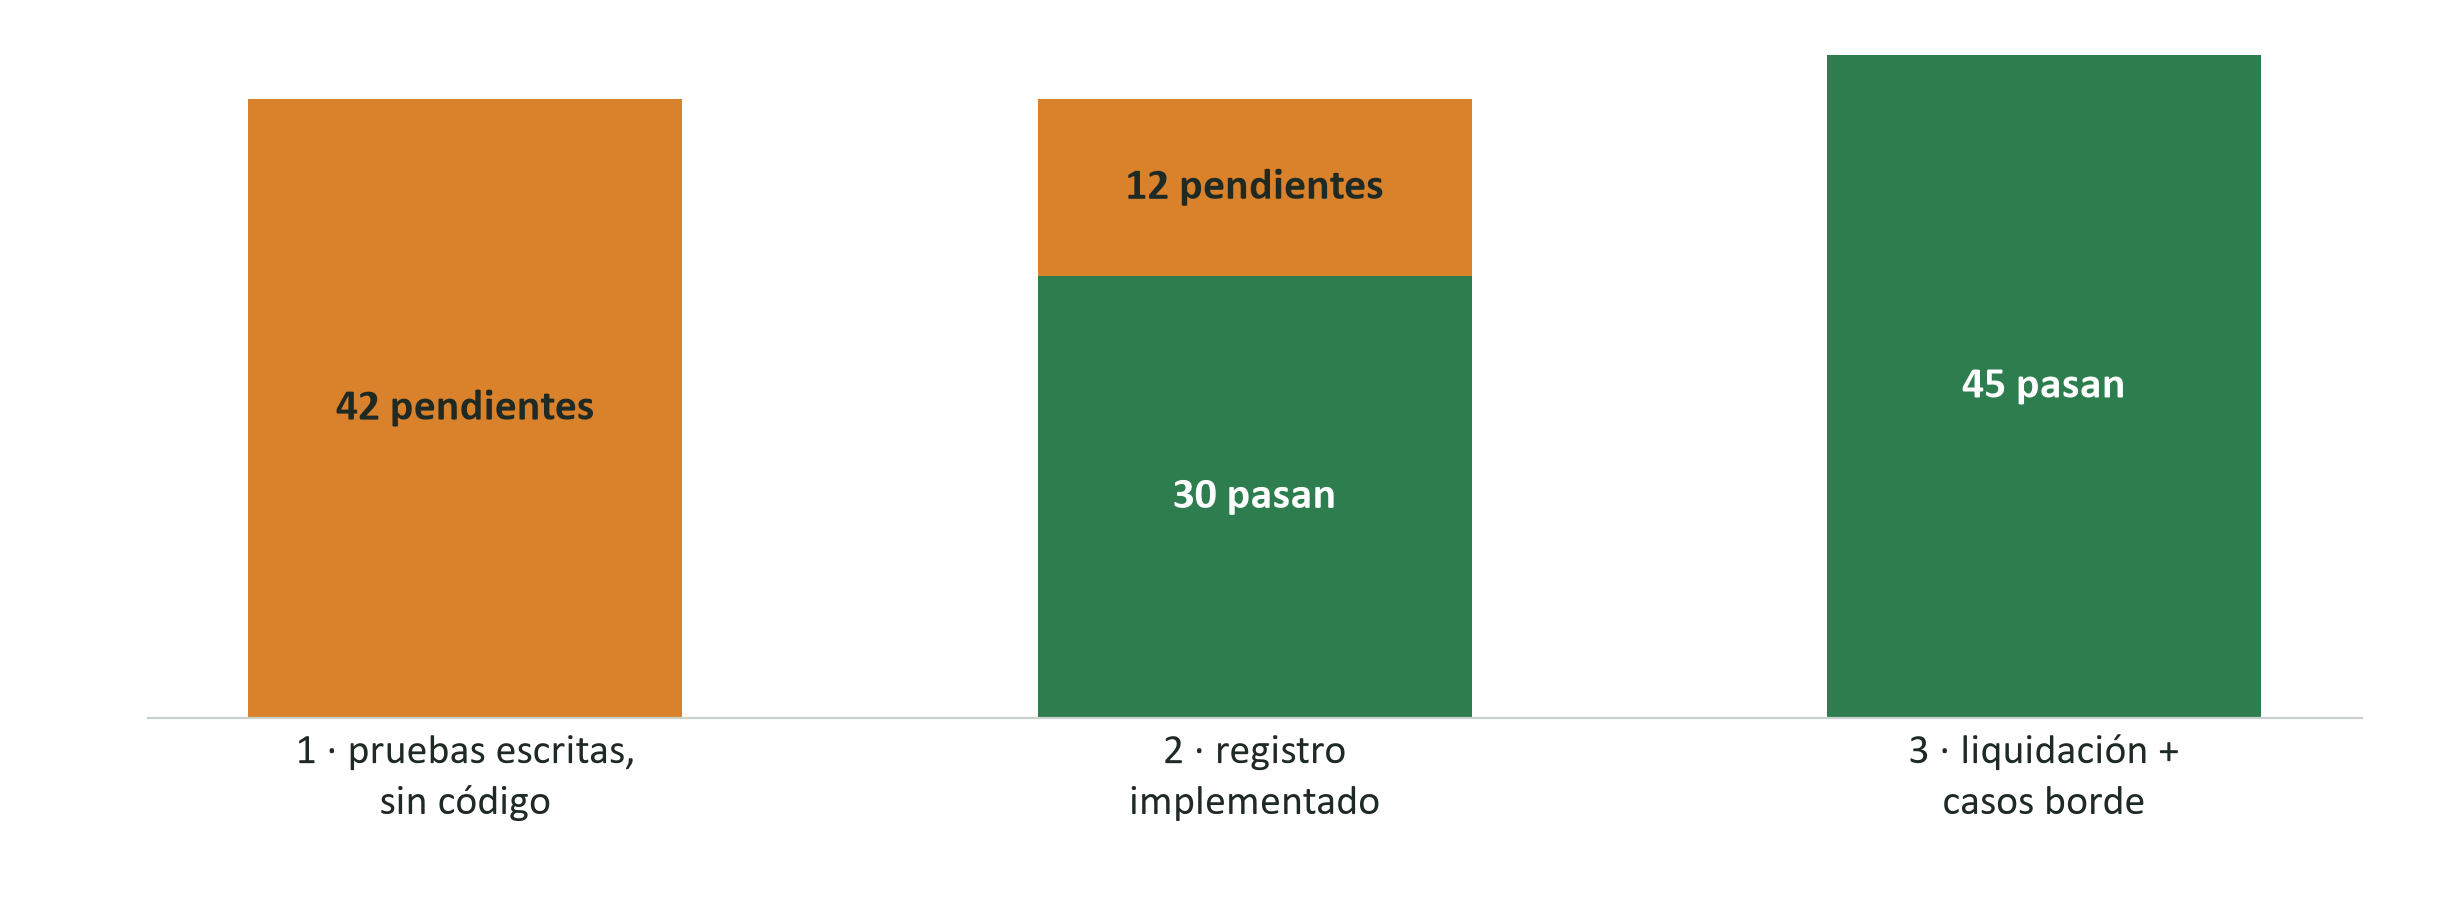 42 pendientes
1 · pruebas escritas,
sin código
12 pendientes
30 pasan
2 · registro
implementado
45 pasan
3 · liquidación +
casos borde